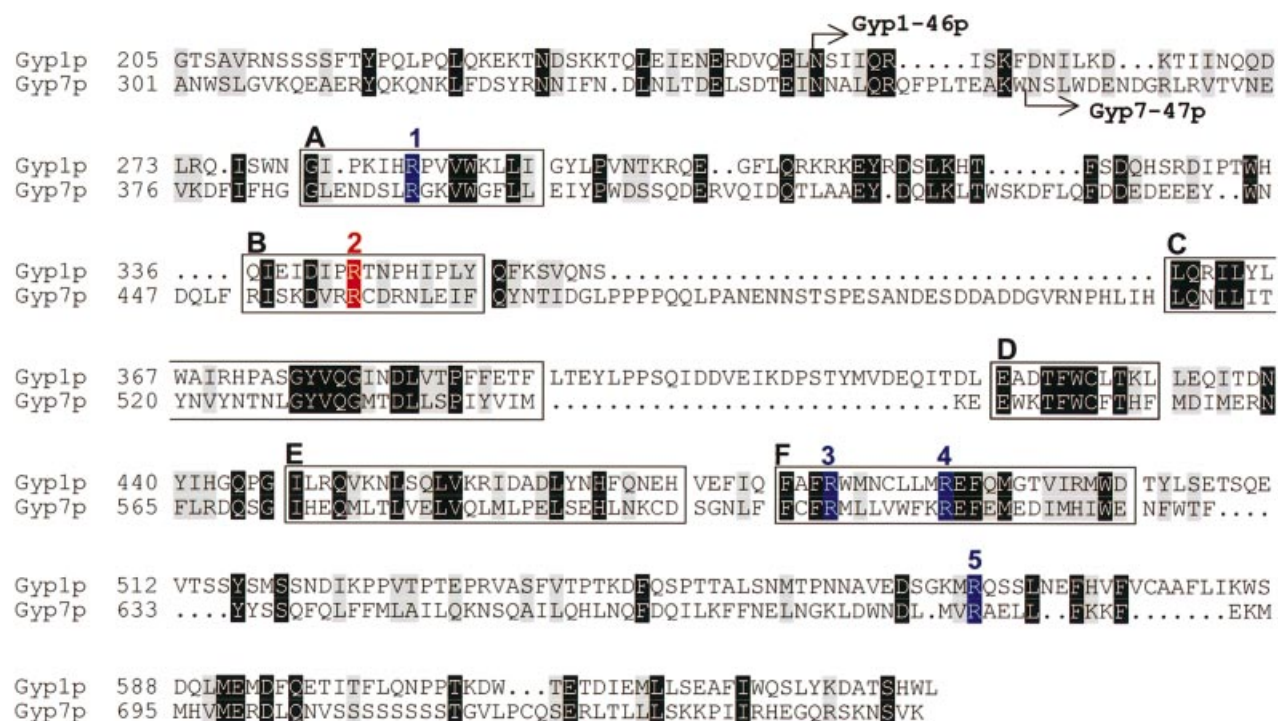 Gyp1-46p
Gyp1p 205 GTSAVRNSSSSFTYPQLPQLQKEKTNDSKKTQLEIENERDVQELNSIIQR.....ISKFDNILKD...KTIINQQD
Gyp7p 301 ANWSLGVKQEAERYQKQNKLFDSYRNNIFN.DLNLTDELSDTEINNALQRQFPLTEAKWNSLWDENDGRLRVTVNE
Gyp7-47p
A 1
Gyp1p 273 LRQ.ISWN GI.PKIHRPVVWKLLI GYLPVNTKRQE..GFLQRKRKEYRDSLKHT.......FSDQHSRDIPTWH
Gyp7p 376 VKDFIFHG GLENDSLRGKVWGFLL EIYPWDSSQDERVQIDQTLAAEY.DQLKLTWSKDFLQFDDEDEEEY..WN
B 2 C
Gyp1p 336 .... QIEIDIPRTNPHIPLY QFKSVQNS..................................... LQRILYL
Gyp7p 447 DQLF RISKDVRRCDRNLEIF QYNTIDGLPPPPQQLPANENNSTSPESANDESDDADDGVRNPHLIH LQNILIT
D
Gyp1p 367 WAIRHPASGYVQGINDLVTPFFETF LTEYLPPSQIDDVEIKDPSTYMVDEQITDL EADTFWCLTKL LEQITDN
Gyp7p 520 YNVYNTNLGYVQGMTDLLSPIYVIM ............................KE EWKTFWCFTHF MDIMERN
E F 3 4
Gyp1p 440 YIHGQPG ILRQVKNLSQLVKRIDADLYNHFQNEH VEFIQ FAFRWMNCLLMREFQMGTVIRMWD TYLSETSQE
Gyp7p 565 FLRDQSG IHEQMLTLVELVQLMLPELSEHLNKCD SGNLF FCFRMLLVWFKREFEMEDIMHIWE NFWTF....
5
Gyp1p 512 VTSSYSMSSNDIKPPVTPTEPRVASFVTPTKDFQSPTTALSNMTPNNAVEDSGKMRQSSLNEFHVFVCAAFLIKWS
Gyp7p 633 ....YYSSQFQLFFMLAILQKNSQAILQHLNQFDQILKFFNELNGKLDWNDL.MVRAELL..FKKF.......EKM
Gyp1p 588 DQLMEMDFQETITFLQNPPTKDW...TETDIEMLLSEAFIWQSLYKDATSHWL
Gyp7p 695 MHVMERDLQNVSSSSSSSSTGVLPCQSERLTLLLSKKPIIRHEGQRSKNSVK